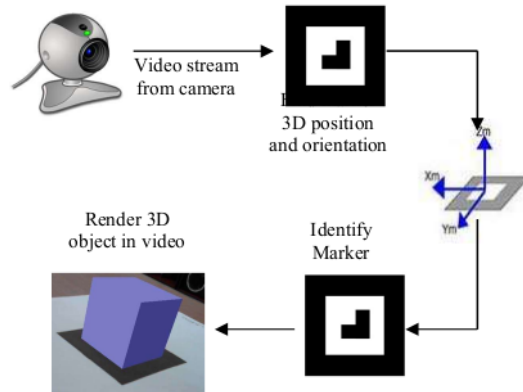 Video stream
from camera
3D position
and orientation
Zm
Xm
Ym
Identify
Marker
Render 3D
object in video